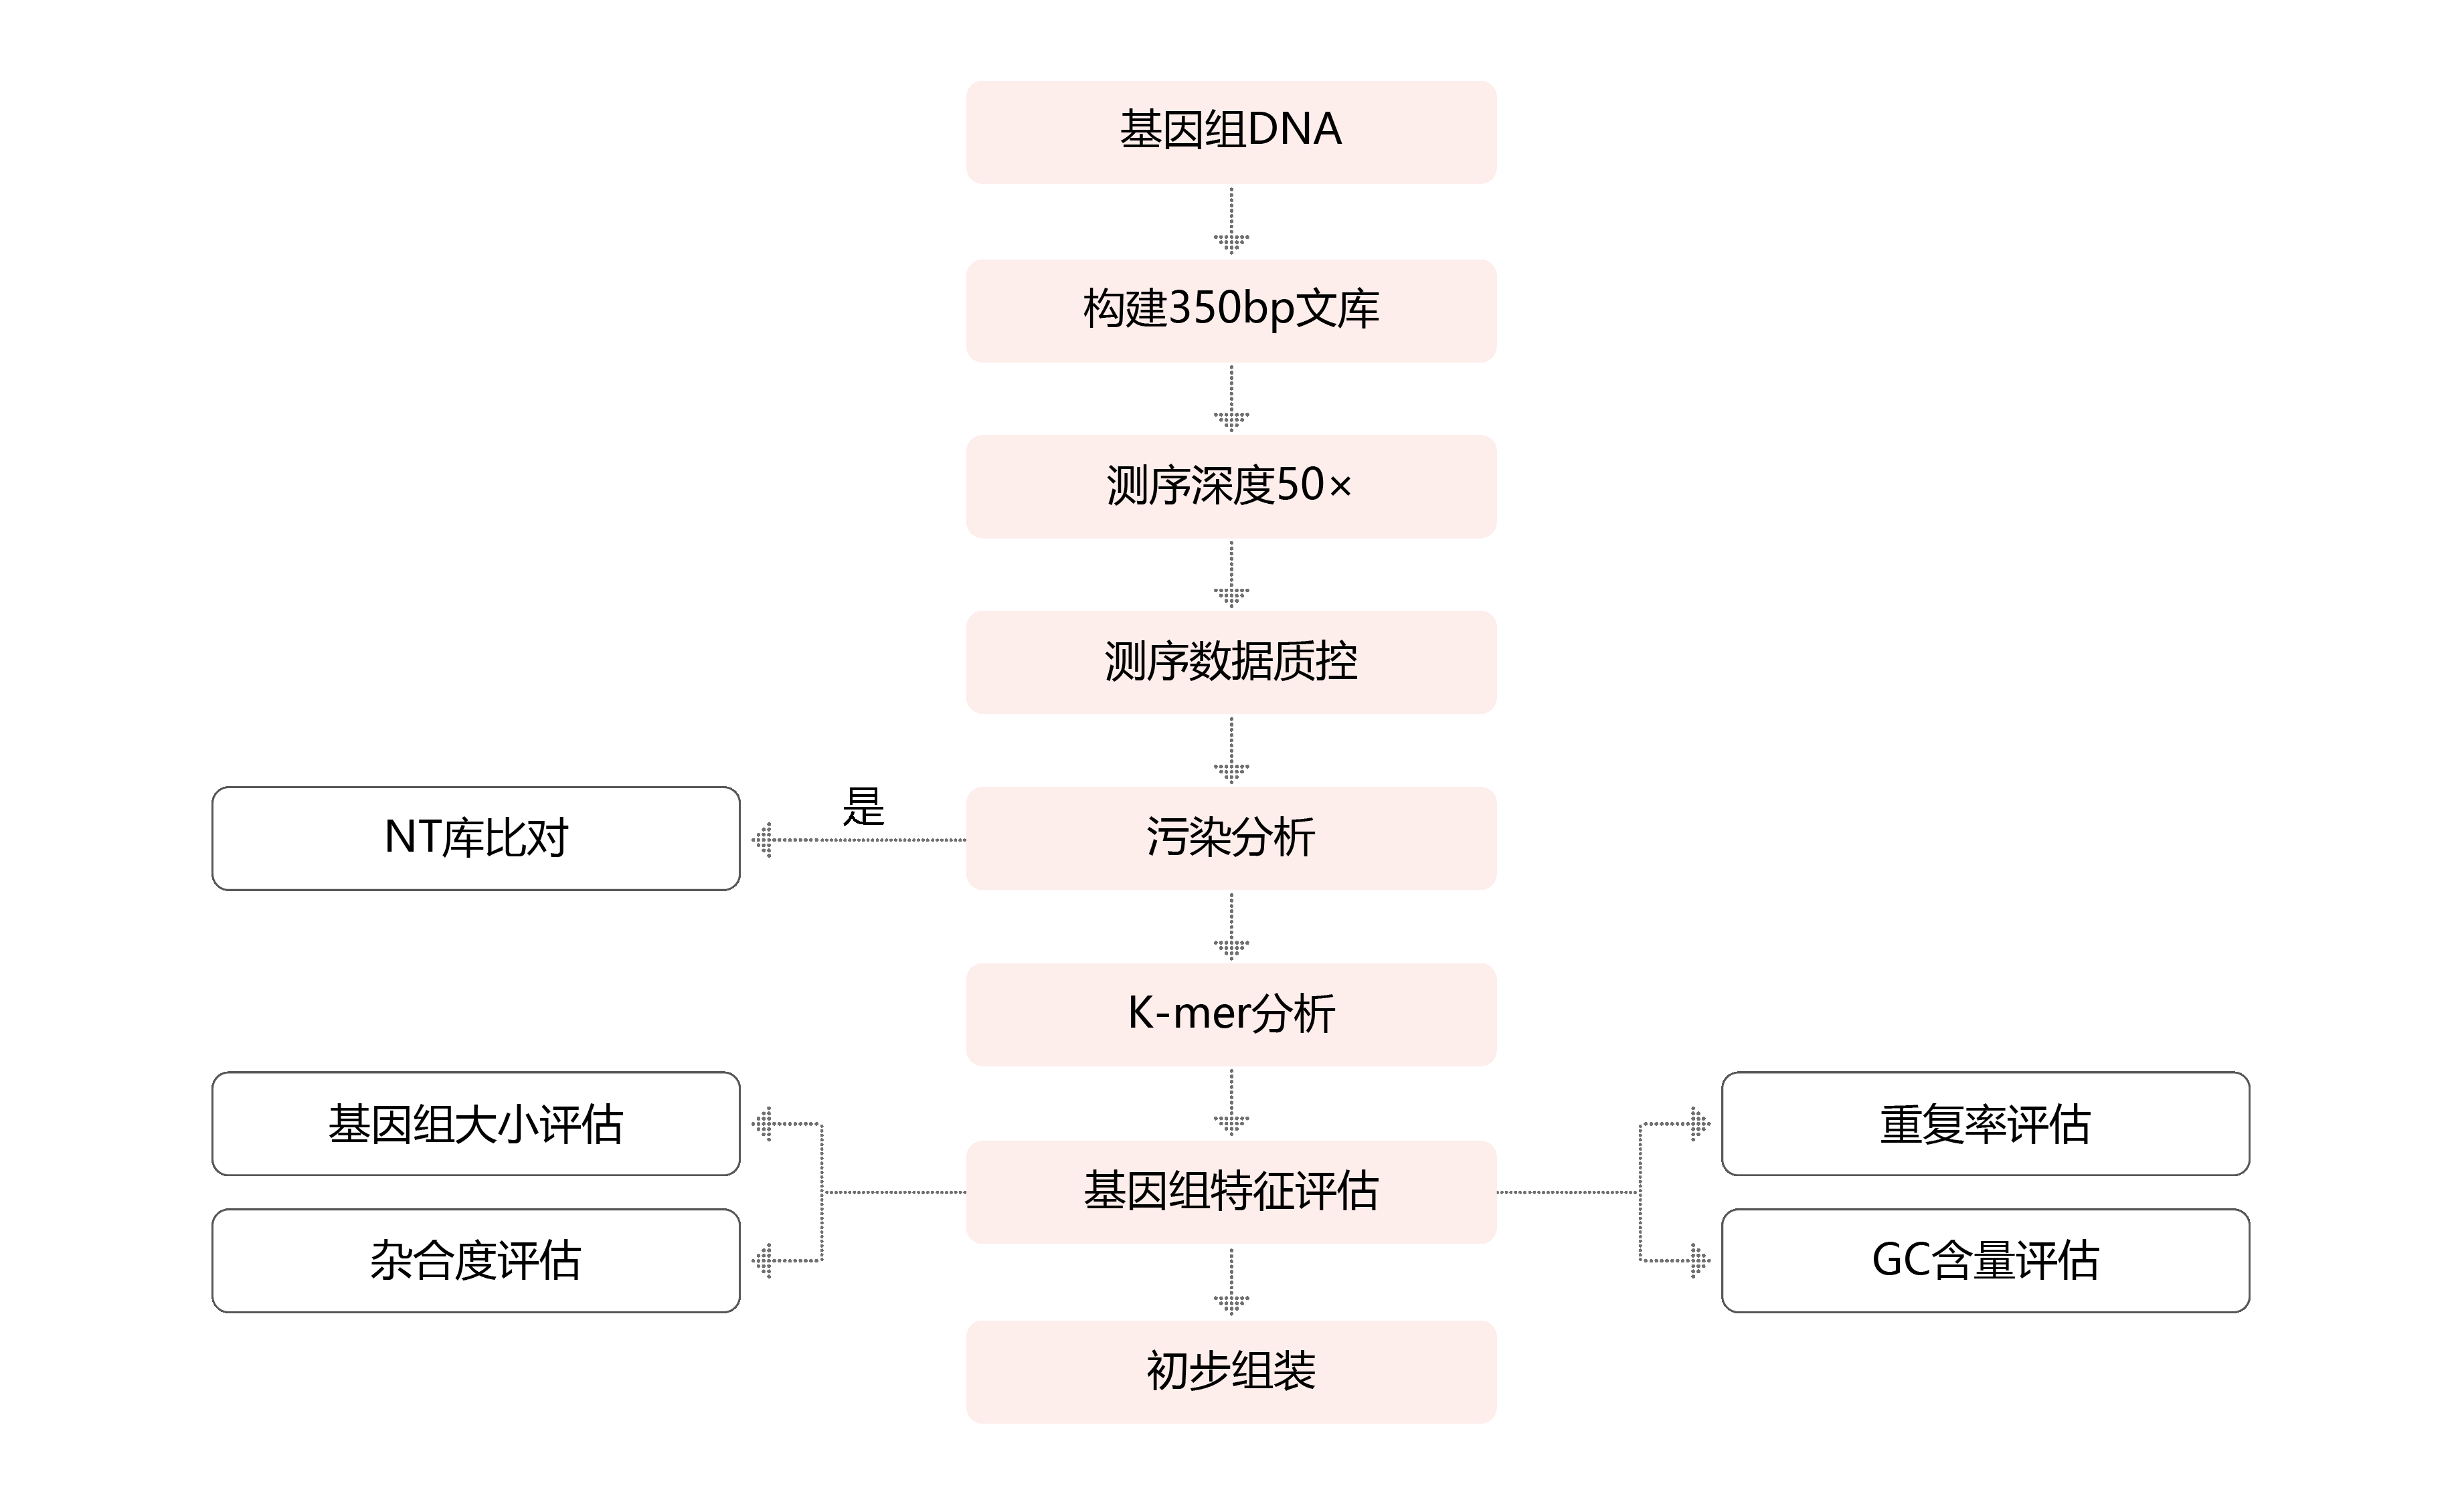 基因组DNA
构建350bp文库
测序深度50×
测序数据质控
是
NT库比对
污染分析
K-mer分析
基因组大小评估
重复率评估
基因组特征评估
杂合度评估
GC含量评估
初步组装